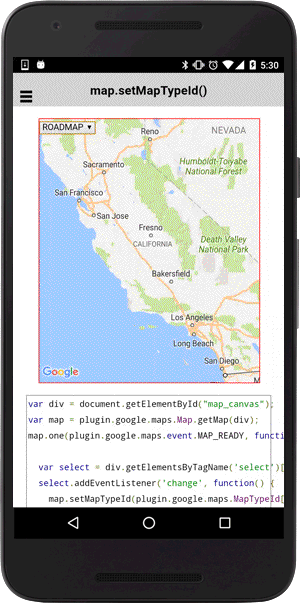 5:30
map.setMapTypeId()
ROADMAP
Reno
NEVADA
Sacramento
Humboldt-Toiyabe
National Forest
San Francisco
San Jose
Fresno
CALIFORNIA
Death Valley
National Park
Bakersfield
Los Angeles
Long Beach
San Diego
Google
var div = document.getElementById("map_canvas");
var map = plugin.google.maps.Map.getMap(div);
map.one(plugin.google.maps.event.MAP_READY, functi
var select = div.getElementsByTagName('select')[
select.addEventListener('change', function() {
map.setMapTypeId(plugin.google.maps.MapTypeId[